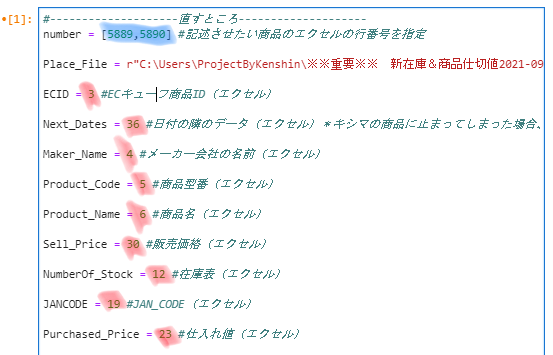 [1]: #--------------------直すところ--------------------
number = [5889,5890] #記述させたい商品のエクセルの行番号を指定
Place_File = r"C:\Users\ProjectByKenshin\※※重要※※ 新在庫＆商品仕切値2021-09
ECID = 3 #ECキューブ商品ID（エクセル）
Next_Dates = 36 #日付の隣のデータ（エクセル）＊キシマの商品に止まってしまった場合、
Maker_Name = 4 #メーカー会社の名前（エクセル）
Product_Code = 5 #商品型番（エクセル）
Product_Name = 6 #商品名（エクセル）
Sell_Price = 30 #販売価格（エクセル）
NumberOf_Stock = 12 #在庫表（エクセル）
JANCODE = 19 #JAN_CODE（エクセル）
Purchased_Price = 23 #仕入れ値（エクセル）